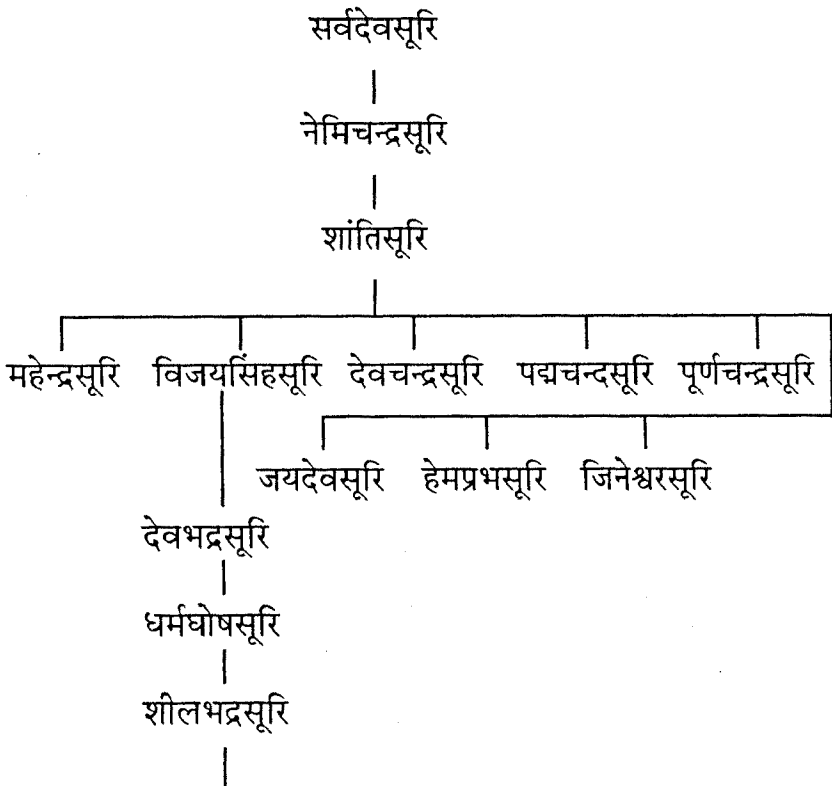 सर्वदेवसूरि
नेमिचन्द्रसूरि
शांतिसूरि
महेन्द्रसूरि विजयसिंहसूरि देवचन्द्रसूरि पद्मचन्दसूरि पूर्णचन्द्रसूरि
जयदेवसूरि हेमप्रभसूरि जिनेश्वरसूरि
देवभद्रसूरि
धर्मघोषसूरि
शीलभद्रसूरि